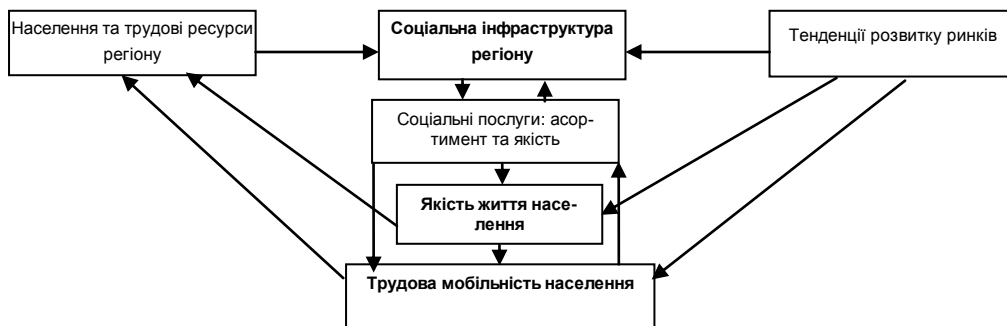 Населення та трудові ресурси
регіону
Соціальна інфраструктура
регіону
Тенденції розвитку ринків
Соціальні послуги: асор-
тимент та якість
Якість життя насе-
лення
Трудова мобільність населення